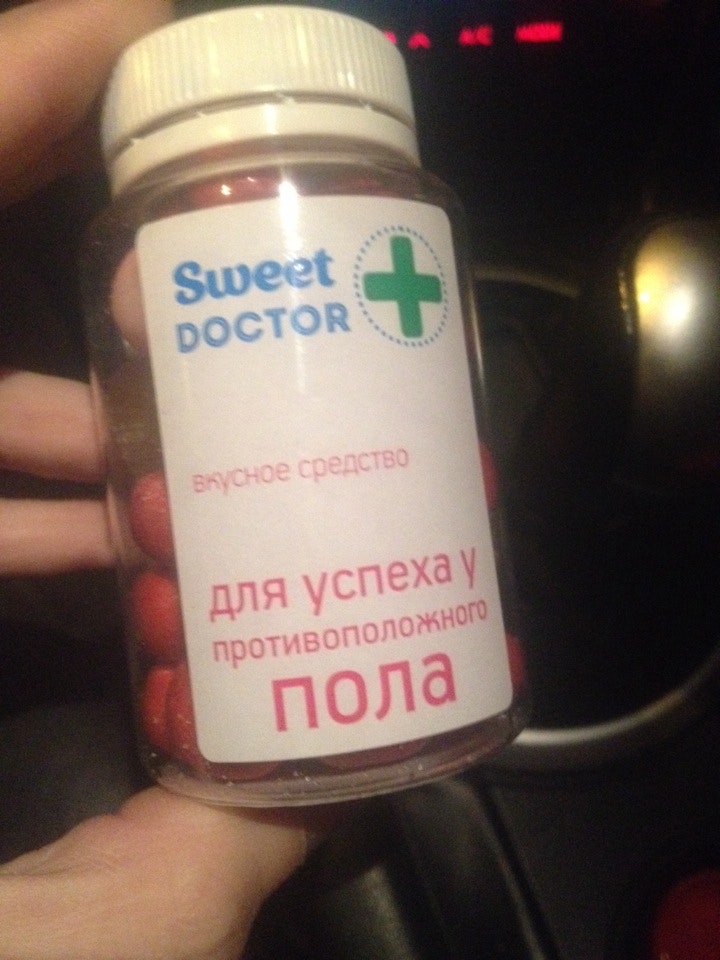 Sweet
DOCTOR
вкусное средство
для успеха у
противоположного
пола